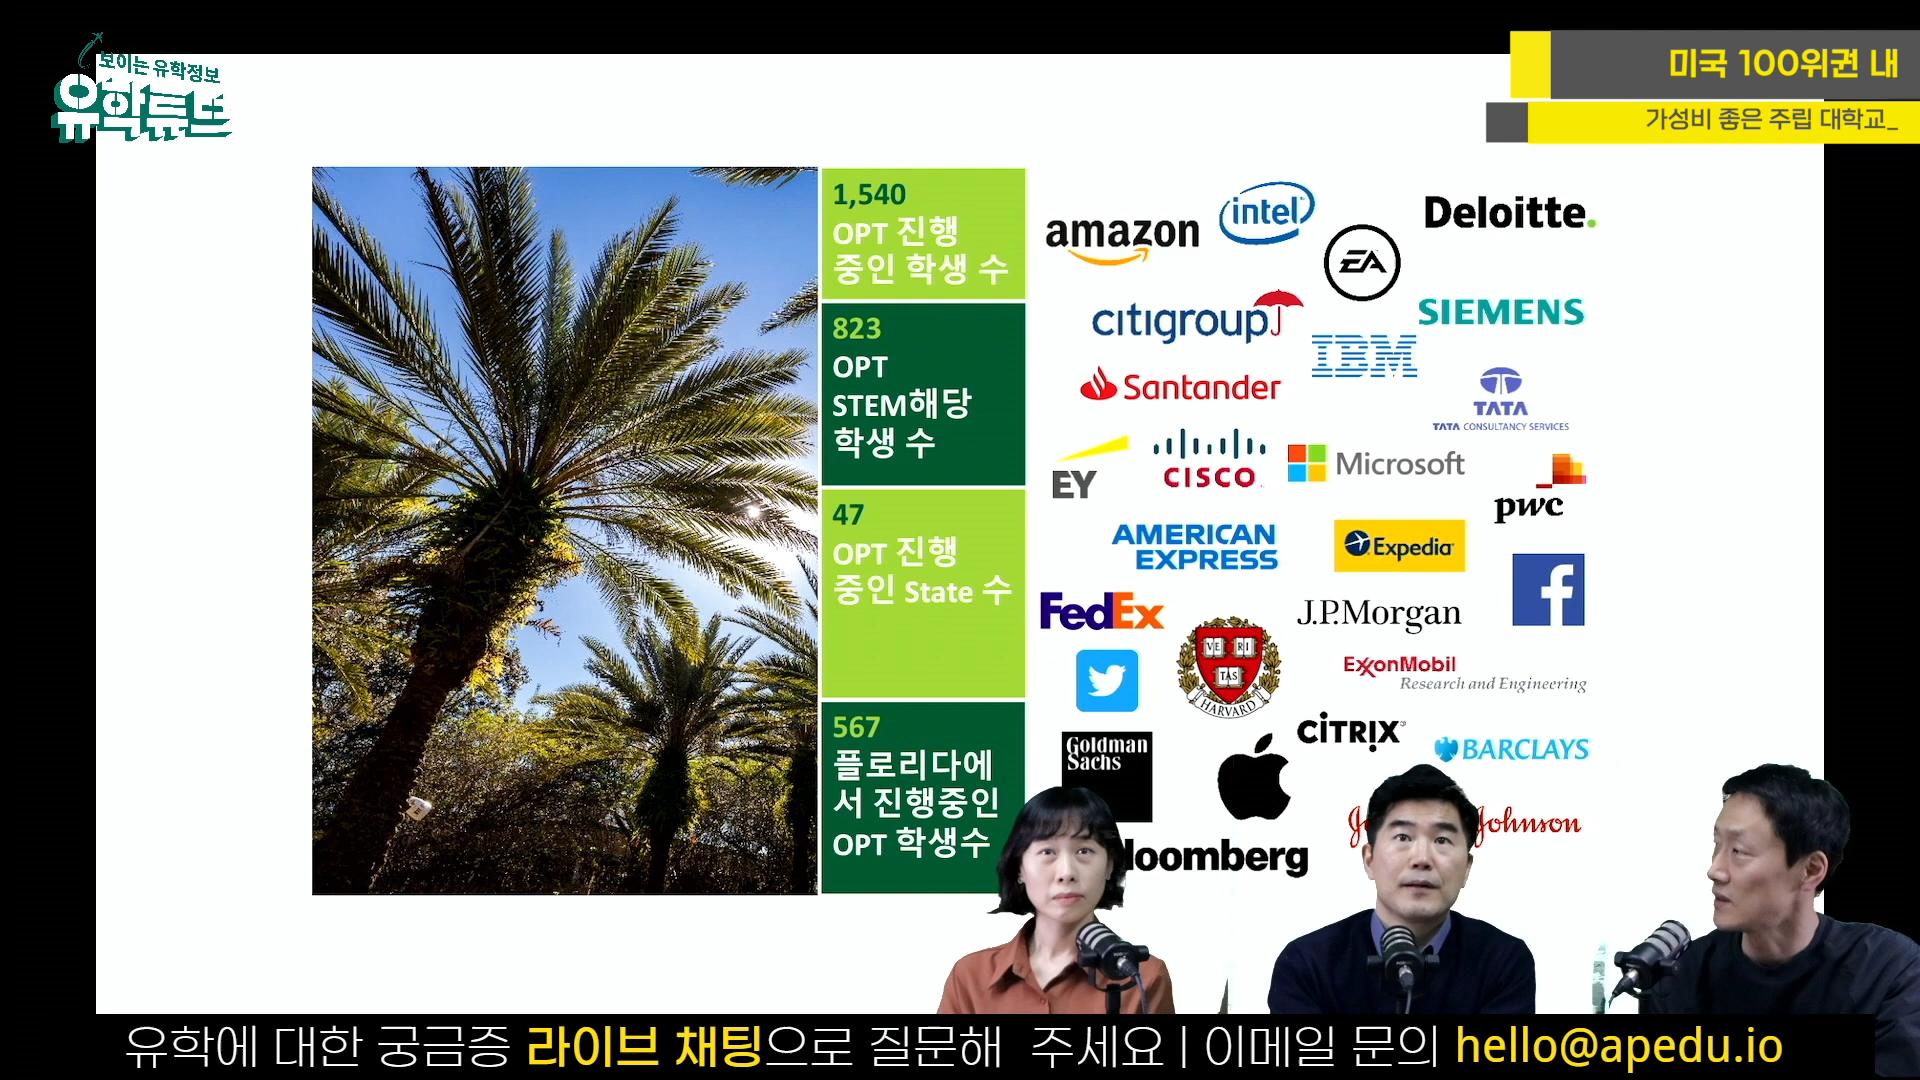 보이는 유학정보
유학튜브
미국 100위권 내
가성비 좋은 주립 대학교_
1,540
OPT 진행
중인 학생 수
823
OPT
STEM해당
학생 수
47
OPT 진행
중인 State 수
567
플로리다에
서 진행중인
OPT 학생수
amazon
intel
EA
Deloitte.
citigroup
SIEMENS
IBM
Santander
TATA
TATA CONSULTANCY SERVICES
EY
CISCO
Microsoft
pwc
AMERICAN
EXPRESS
Expedia
f
FedEx
J.P.Morgan
VE RI
TAS
HARVARD
ExxonMobil
Research and Engineering
CiTRIX
Goldman
Sachs
BARCLAYS
Johnson
loomberg
유학에 대한 궁금증 라이브 채팅으로 질문해 주세요 | 이메일 문의 hello@apedu.io